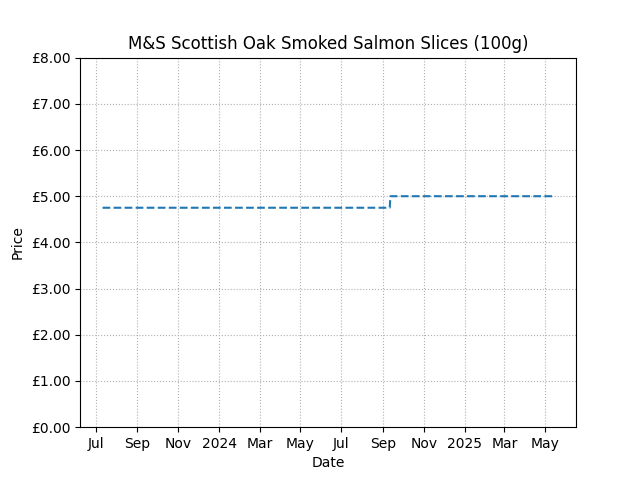 M&S Scottish Oak Smoked Salmon Slices (100g)
£8.00
£7.00
£6.00
£5.00
£4.00
£3.00
£2.00
£1.00
£0.00
Price
Jul Sep Nov 2024 Mar May Jul Sep Nov 2025 Mar May
Date